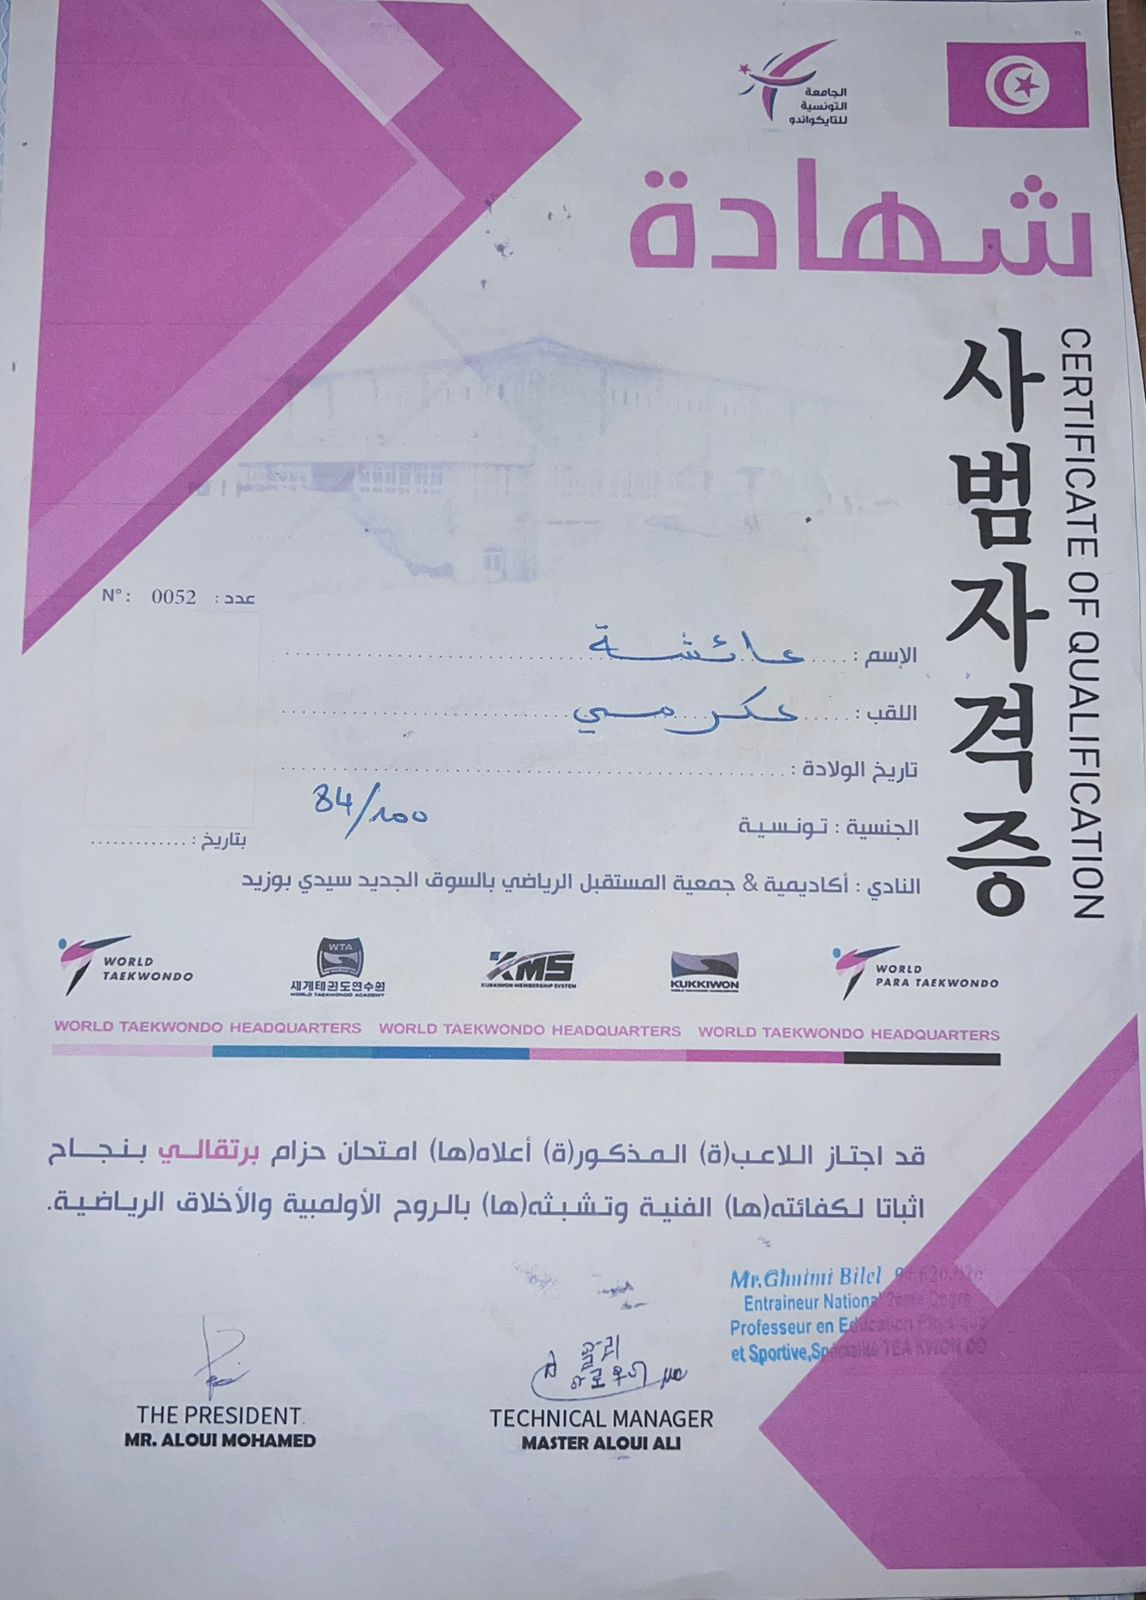 الجامعة
التونسية
للتايكواندو
شهادة
사범자격증
CERTIFICATE OF QUALIFICATION
N° : 0052 عدد :
الإسم : عائشة
اللقب : عكرمي
تاريخ الولادة :
الجنسية : تونسية
84/100
بتاريخ :
النادي : أكاديمية & جمعية المستقبل الرياضي بالسوق الجديد سيدي بوزيد
WORLD
TAEKWONDO
WTA
세계태권도연수원
WORLD TAEKWONDO ACADEMY
KMS
KUKKIWON MEMBERSHIP SYSTEM
KUKKIWON
WORLD TAEKWONDO HEADQUARTERS
WORLD
PARA TAEKWONDO
WORLD TAEKWONDO HEADQUARTERS WORLD TAEKWONDO HEADQUARTERS WORLD TAEKWONDO HEADQUARTERS
قد اجتاز اللاعب(ة) المذكور(ة) أعلاه(ها) امتحان حزام برتقالي بنجاح
اثباتا لكفائته(ها) الفنية وتشبثه(ها) بالروح الأولمبية والأخلاق الرياضية.
Mr.Ghnimi Bilel
Entraineur National
Professeur en Education Physique
et Sportive,Spécialité TEA KWON DO
THE PRESIDENT
MR. ALOUI MOHAMED
TECHNICAL MANAGER
MASTER ALOUI ALI